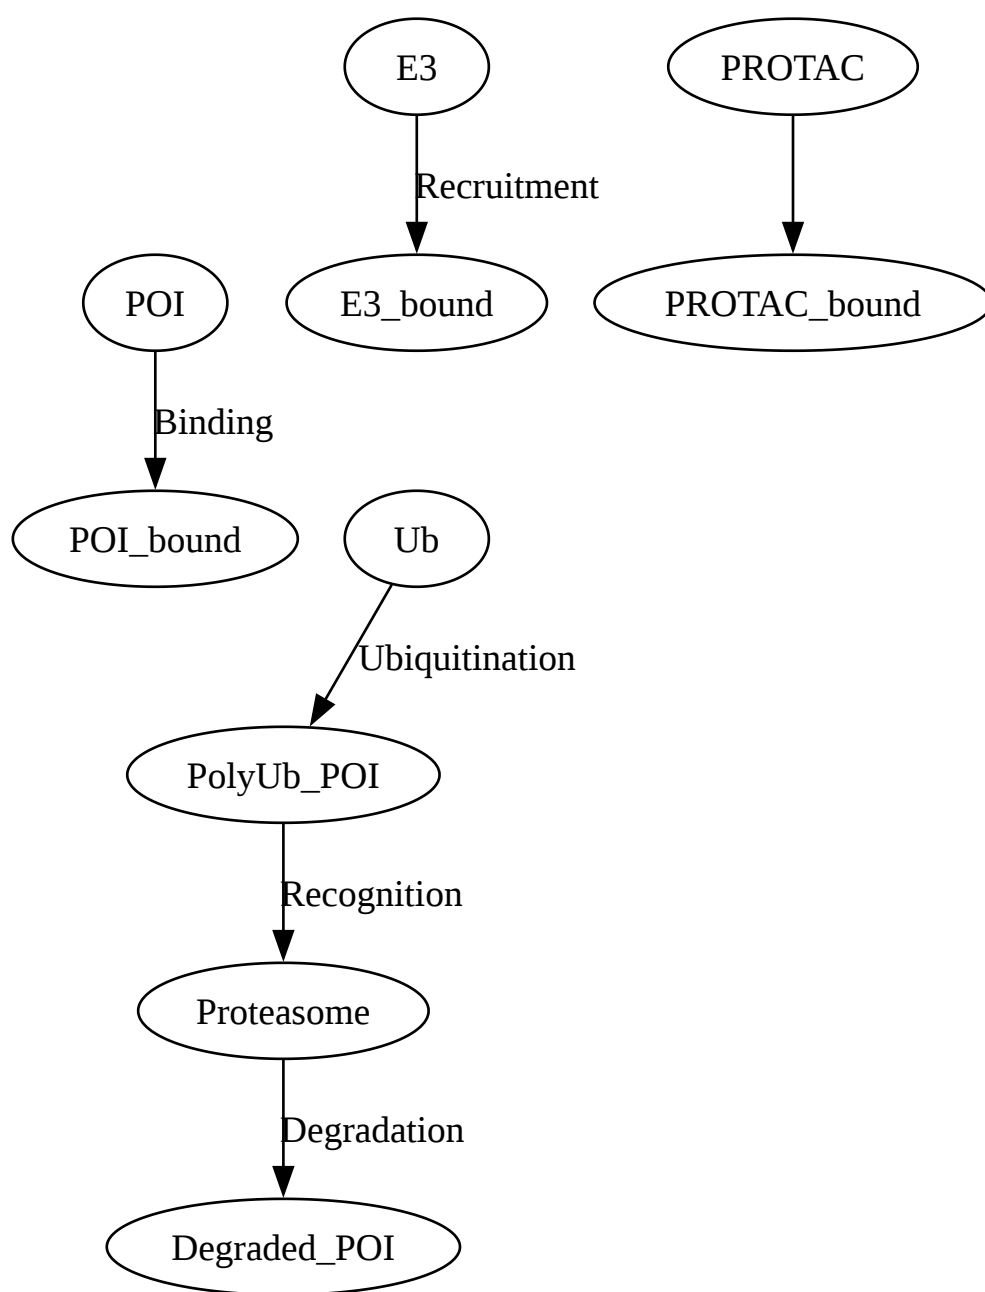 E3
PROTAC
Recruitment
POI
E3_bound
PROTAC_bound
Binding
POI_bound
Ub
Ubiquitination
PolyUb_POI
Recognition
Proteasome
Degradation
Degraded_POI